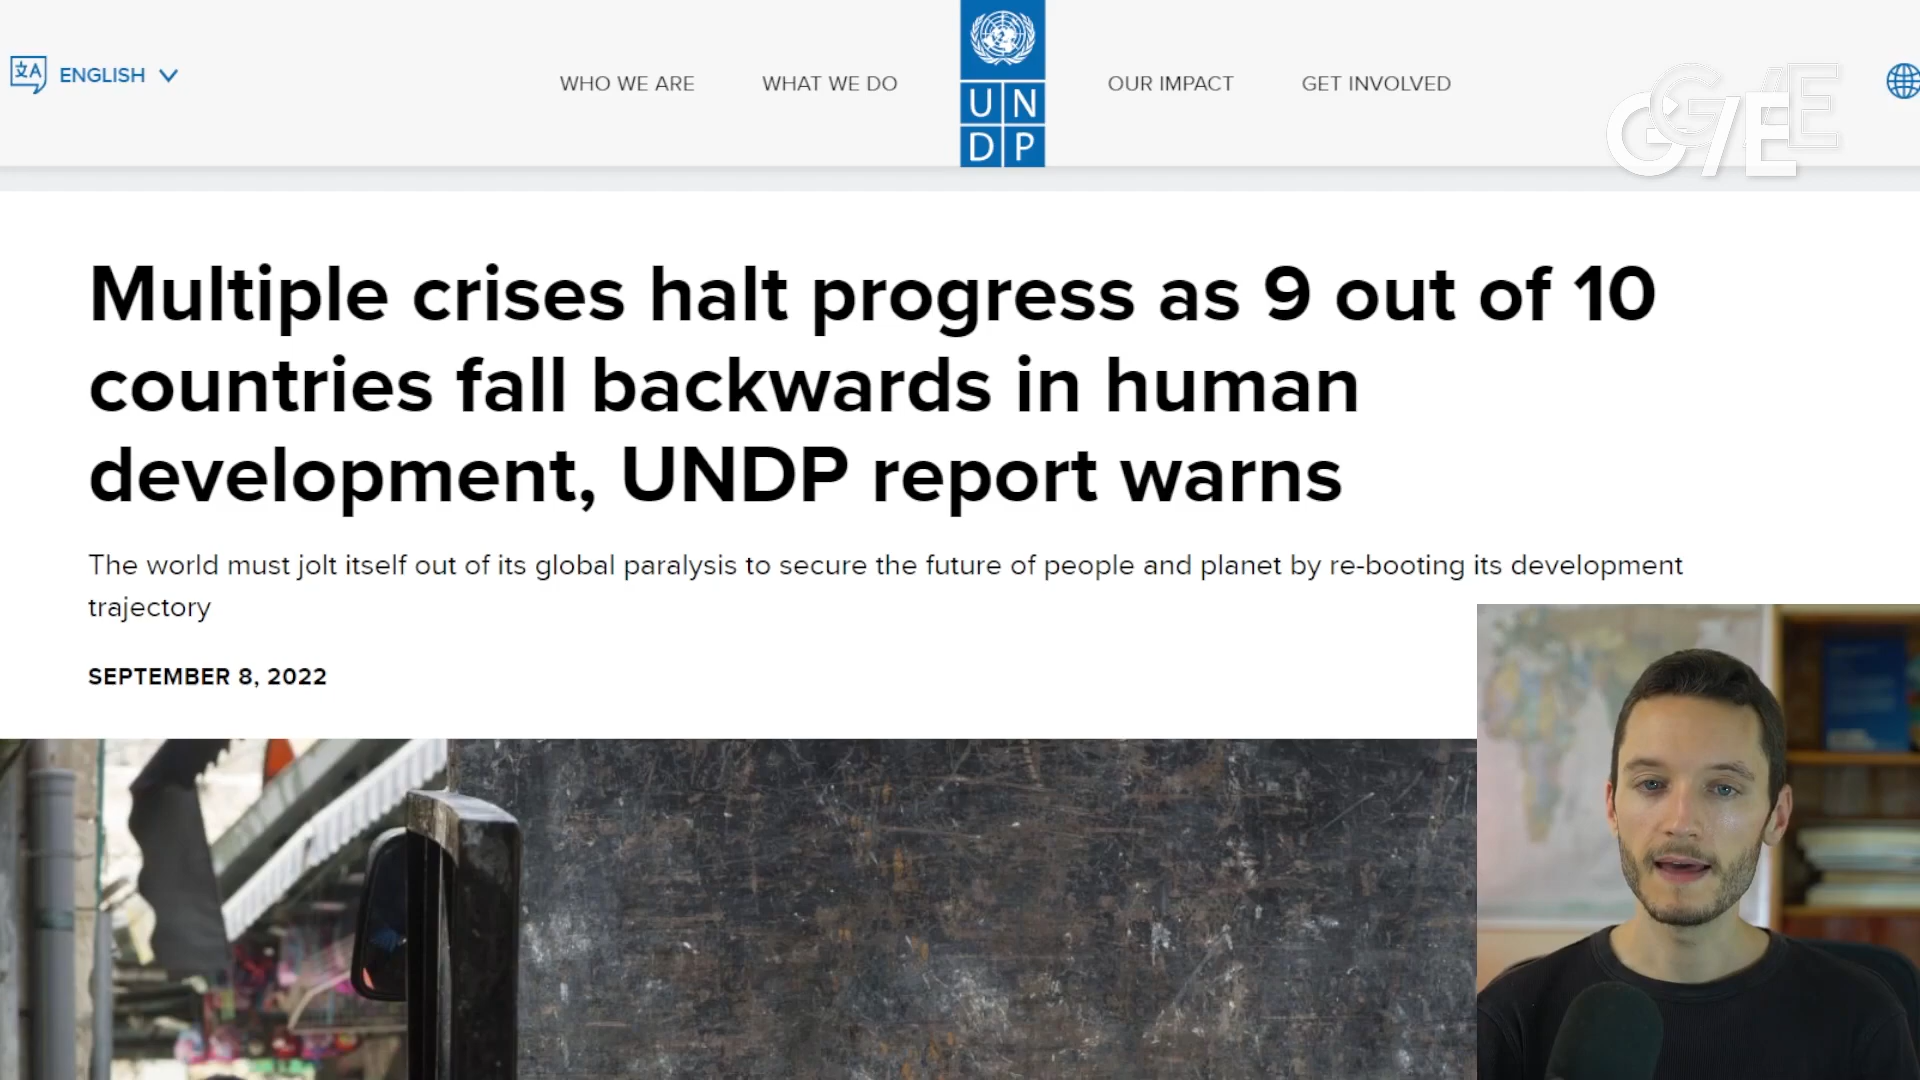 ENGLISH
WHO WE ARE
WHAT WE DO
U N
D P
OUR IMPACT
GET INVOLVED
G/E
G/E
Multiple crises halt progress as 9 out of 10
countries fall backwards in human
development, UNDP report warns
The world must jolt itself out of its global paralysis to secure the future of people and planet by re-booting its development
trajectory
SEPTEMBER 8, 2022